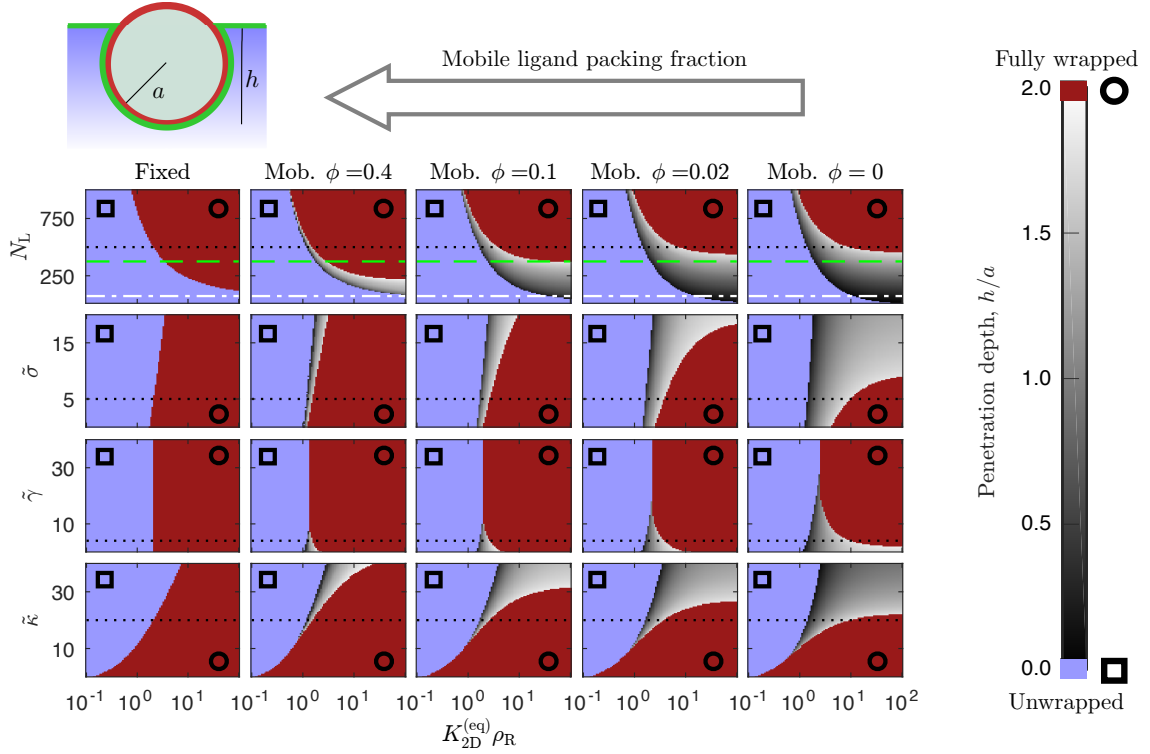 a
h
Mobile ligand packing fraction
Fully wrapped
2.0
1.5
1.0
0.5
0.0
Unwrapped
Penetration depth, h/a
Fixed
Mob. ϕ =0.4
Mob. ϕ =0.1
Mob. ϕ =0.02
Mob. ϕ = 0
N_L
750
250
σ̃
15
5
γ̃
30
10
κ̃
30
10
10^-1 10^0 10^1
10^-1 10^0 10^1
10^-1 10^0 10^1
10^-1 10^0 10^1
10^-1 10^0 10^1 10^2
K_2D^(eq) ρ_R